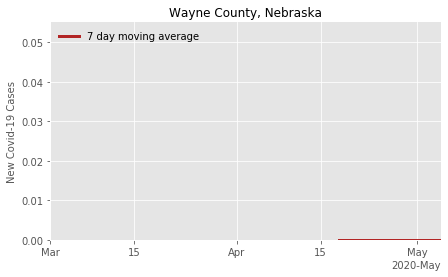 Wayne County, Nebraska
7 day moving average
New Covid-19 Cases
0.05
0.04
0.03
0.02
0.01
0.00
Mar 15 Apr 15 May
2020-May